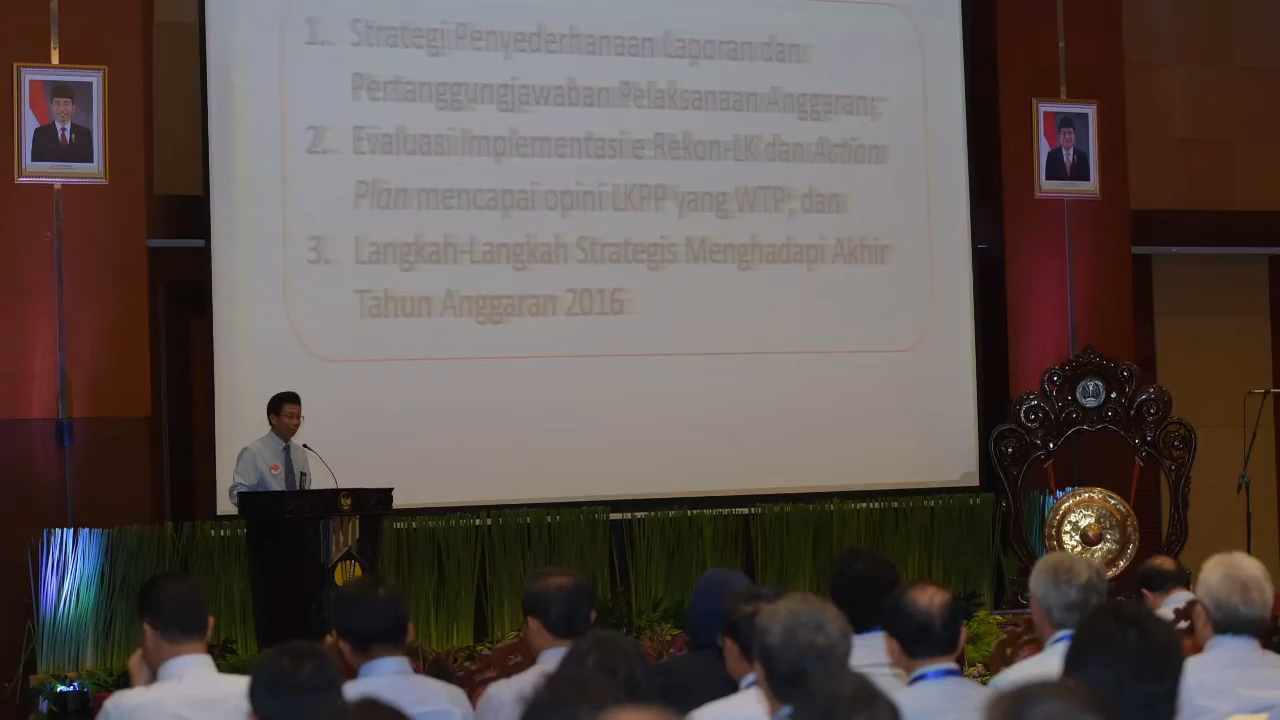 1. Strategi Penyederhanaan Laporan dan
Pertanggungjawaban Pelaksanaan Anggaran;
2. Evaluasi Implementasi e Rekon-LK dan Action
Plan mencapai opini LKPP yang WTP; dan
3. Langkah-Langkah Strategis Menghadapi Akhir
Tahun Anggaran 2016